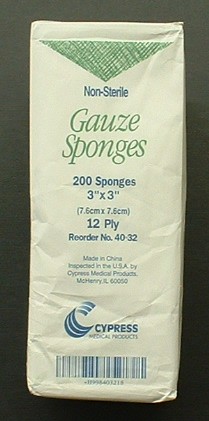 Non-Sterile
Gauze
Sponges
200 Sponges
3"x 3"
(7.6cm x 7.6cm)
12 Ply
Reorder No. 40-32
Made in China
Inspected in the U.S.A. by
Cypress Medical Products.
McHenry, IL 60050
CYPRESS
MEDICAL PRODUCTS